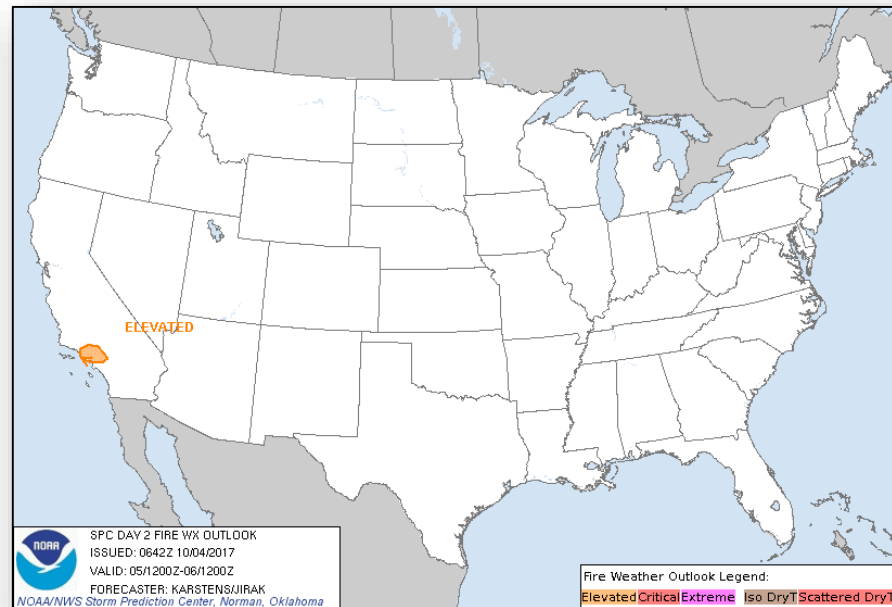 ELEVATED
NOAA
SPC DAY 2 FIRE WX OUTLOOK
ISSUED: 0642Z 10/04/2017
VALID: 05/1200Z-06/1200Z
FORECASTER: KARSTENS/JIRAK
NOAA/NWS Storm Prediction Center, Norman, Oklahoma
Fire Weather Outlook Legend:
Elevated Critical Extreme Iso DryT Scattered DryT